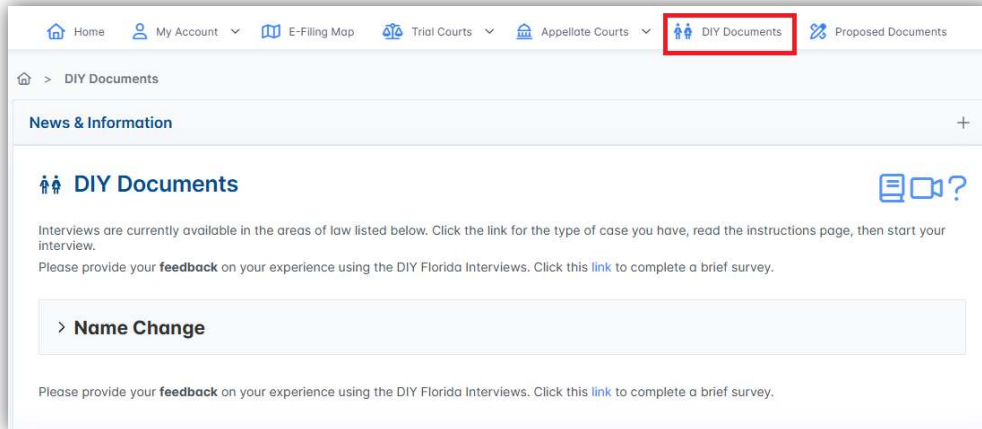 Home My Account E-Filing Map Trial Courts Appellate Courts DIY Documents Proposed Documents
> DIY Documents
News & Information +
DIY Documents ?
Interviews are currently available in the areas of law listed below. Click the link for the type of case you have, read the instructions page, then start your
interview.
Please provide your feedback on your experience using the DIY Florida Interviews. Click this link to complete a brief survey.
> Name Change
Please provide your feedback on your experience using the DIY Florida Interviews. Click this link to complete a brief survey.